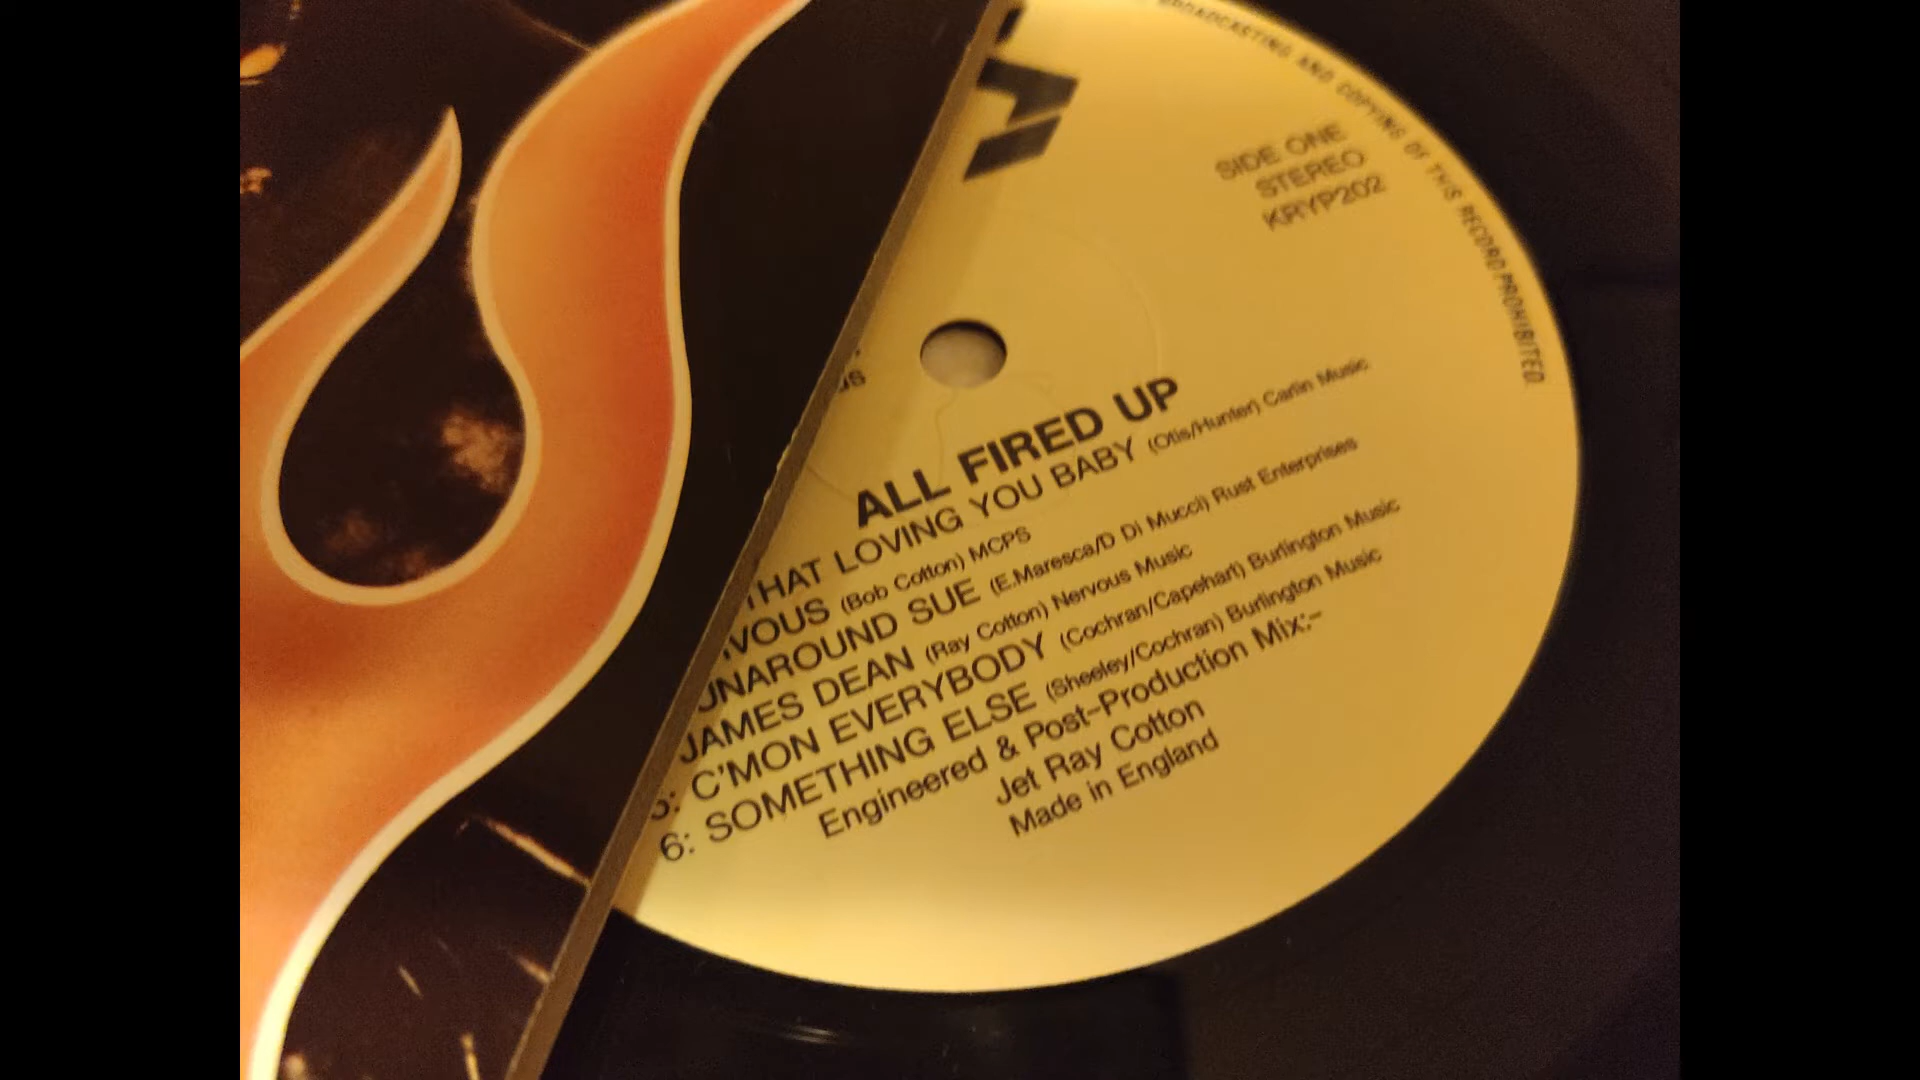 BROADCASTING AND COPYING OF THIS RECORD PROHIBITED.
SIDE ONE
STEREO
KRYP202
ALL FIRED UP
THAT LOVING YOU BABY (Otis/Hunter) Carlin Music
VOUS (Bob Cotton) MCPS
UNAROUND SUE (E.Maresca/D Di Mucci) Rust Enterprises
JAMES DEAN (Ray Cotton) Nervous Music
5: C'MON EVERYBODY (Cochran/Capehart) Burlington Music
6: SOMETHING ELSE (Sheeley/Cochran) Burlington Music
Engineered & Post-Production Mix:-
Jet Ray Cotton
Made in England